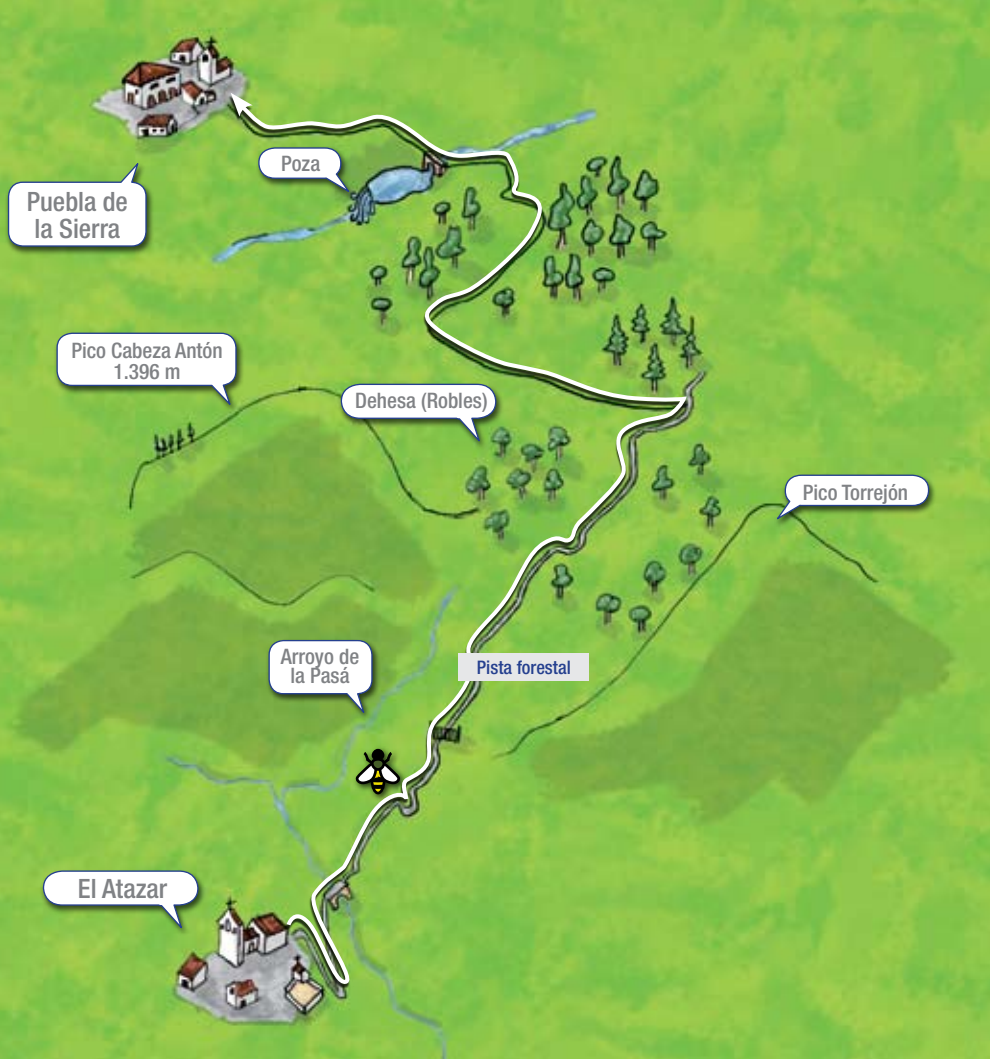 Poza
Puebla de
la Sierra
Pico Cabeza Antón
1.396 m
Dehesa (Robles)
Pico Torrejón
Arroyo de
la Pasá
Pista forestal
El Atazar